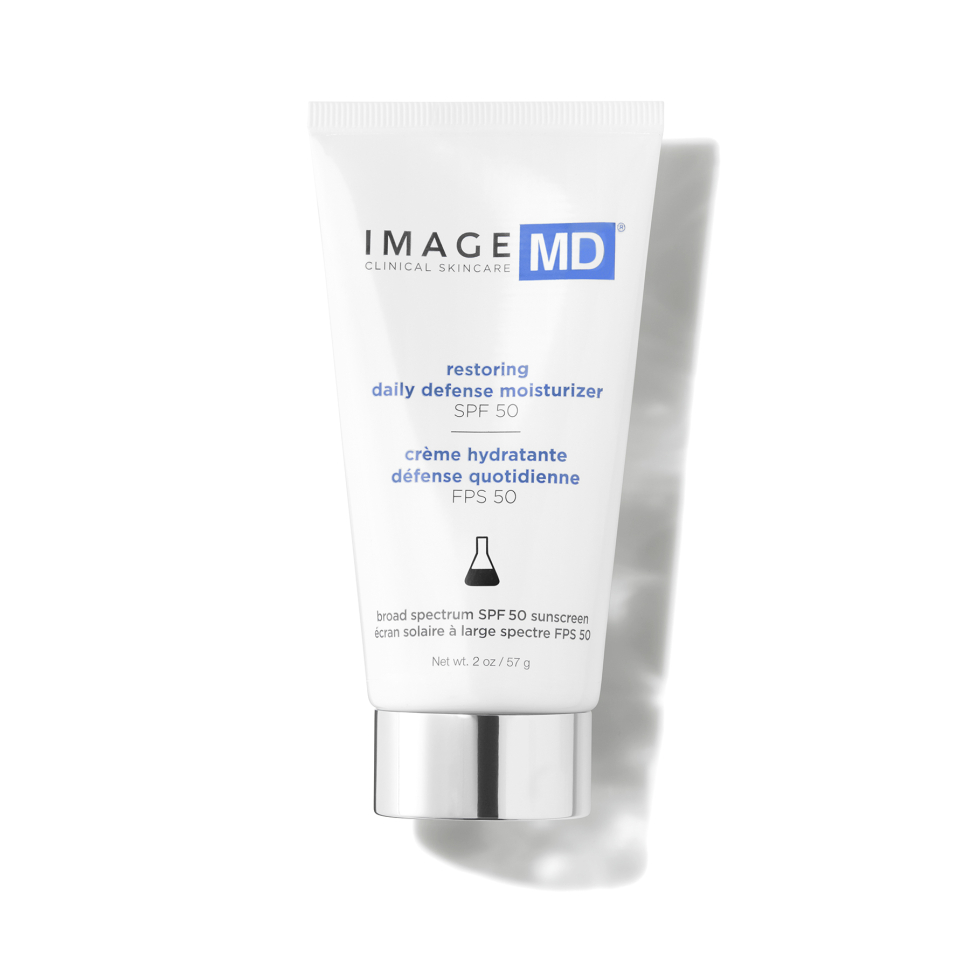 IMAGE MD®
CLINICAL SKINCARE
restoring
daily defense moisturizer
SPF 50
crème hydratante
défense quotidienne
FPS 50
broad spectrum SPF 50 sunscreen
écran solaire à large spectre FPS 50
Net wt. 2 oz / 57 g